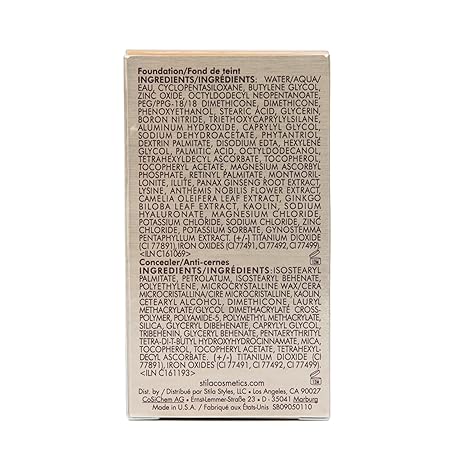 Foundation/Fond de teint
INGREDIENTS/INGRÉDIENTS: WATER/AQUA/
EAU, CYCLOPENTASILOXANE, BUTYLENE GLYCOL,
ZINC OXIDE, OCTYLDODECYL NEOPENTANOATE,
PEG/PPG-18/18 DIMETHICONE, DIMETHICONE,
PHENOXYETHANOL, STEARIC ACID, GLYCERIN,
BORON NITRIDE, TRIETHOXYCAPRYLYLSILANE,
ALUMINUM HYDROXIDE, CAPRYLYL GLYCOL,
SODIUM DEHYDROACETATE, PHYTANTRIOL,
DEXTRIN PALMITATE, DISODIUM EDTA, HEXYLENE
GLYCOL, PALMITIC ACID, OCTYLDODECANOL,
TETRAHEXYLDECYL ASCORBATE, TOCOPHEROL,
TOCOPHERYL ACETATE, MAGNESIUM ASCORBYL
PHOSPHATE, RETINYL PALMITATE, MONTMORIL-
LONITE, ILLITE, PANAX GINSENG ROOT EXTRACT,
LYSINE, ANTHEMIS NOBILIS FLOWER EXTRACT,
CAMELIA OLEIFERA LEAF EXTRACT, GINKGO
BILOBA LEAF EXTRACT, KAOLIN, SODIUM
HYALURONATE, MAGNESIUM CHLORIDE,
POTASSIUM CHLORIDE, SODIUM CHLORIDE, ZINC
CHLORIDE, POTASSIUM SORBATE, GYNOSTEMMA
PENTAPHYLLUM EXTRACT, (+/-) TITANIUM DIOXIDE
(CI 77891), IRON OXIDES (CI 77491, CI 77492, CI 77499).
<ILN C161069>
12M
Concealer/Anti-cernes
INGREDIENTS/INGRÉDIENTS: ISOSTEARYL
PALMITATE, PETROLATUM, ISOSTEARYL BEHENATE,
POLYETHYLENE, MICROCRYSTALLINE WAX/CERA
MICROCRISTALLINA/CIRE MICROCRISTALLINE, KAOLIN,
CETEARYL ALCOHOL, DIMETHICONE, LAURYL
METHACRYLATE/GLYCOL DIMETHACRYLATE CROSS-
POLYMER, POLYAMIDE-5, POLYMETHYL METHACRYLATE,
SILICA, GLYCERYL DIBEHENATE, CAPRYLYL GLYCOL,
TRIBEHENIN, GLYCERYL BEHENATE, PENTAERYTHRITYL
TETRA-DI-T-BUTYL HYDROXYHYDROCINNAMATE, MICA,
TOCOPHEROL, TOCOPHERYL ACETATE, TETRAHEXYL-
DECYL ASCORBATE. (+/-) TITANIUM DIOXIDE (CI
77891), IRON OXIDES (CI 77491, CI 77492, CI 77499).
<ILN C161193>
12M
stilacosmetics.com
Dist. by / Distribué par Stila Styles, LLC • Los Angeles, CA 90027
CoSiChem AG • Ernst-Lemmer-Straße 23 • D - 35041 Marburg
Made in U.S.A. / Fabriqué aux États-Unis SB09050110